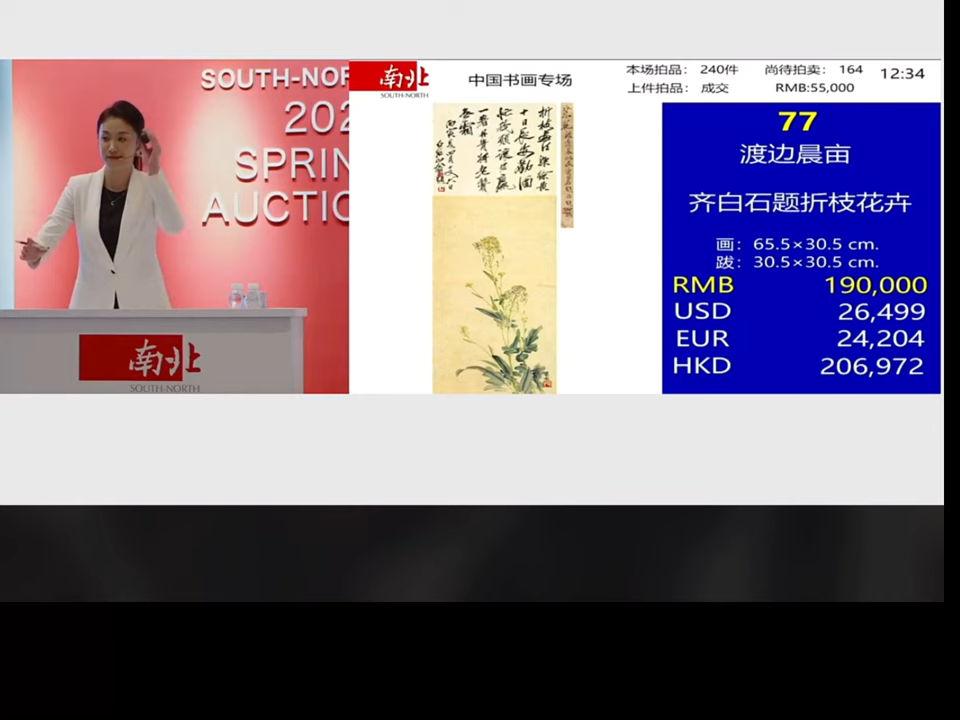 SOUTH-NOR
202
SPRIN
AUCTIO
南北
SOUTH-NORTH
南北
SOUTH-NORTH
中国书画专场
本场拍品： 240件 尚待拍卖： 164 12:34
上件拍品： 成交 RMB:55,000
77
渡边晨亩
齐白石题折枝花卉
画： 65.5×30.5 cm.
跋： 30.5×30.5 cm.
RMB 190,000
USD 26,499
EUR 24,204
HKD 206,972